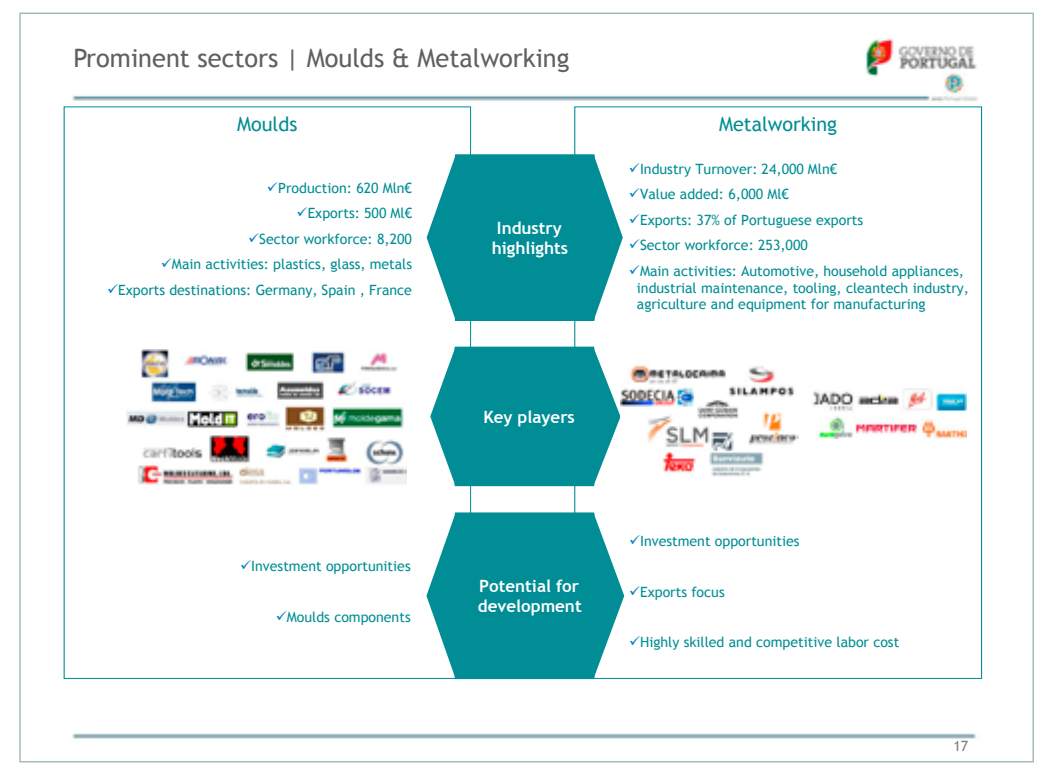 Prominent sectors | Moulds & Metalworking
GOVERNO DE
PORTUGAL
Moulds
✓Production: 620 Mln€
✓Exports: 500 Ml€
✓Sector workforce: 8,200
✓Main activities: plastics, glass, metals
✓Exports destinations: Germany, Spain , France
Industry
highlights
Metalworking
✓Industry Turnover: 24,000 Mln€
✓Value added: 6,000 Ml€
✓Exports: 37% of Portuguese exports
✓Sector workforce: 253,000
✓Main activities: Automotive, household appliances,
industrial maintenance, tooling, cleantech industry,
agriculture and equipment for manufacturing
Key players
MoldIT
SOCEM
moldegama
carfitools
METALOCRIMA
SILAMPOS
SODECIA
JADO
SLM
MARTIFER
Teka
Potential for
development
✓Investment opportunities
✓Moulds components
✓Investment opportunities
✓Exports focus
✓Highly skilled and competitive labor cost
17